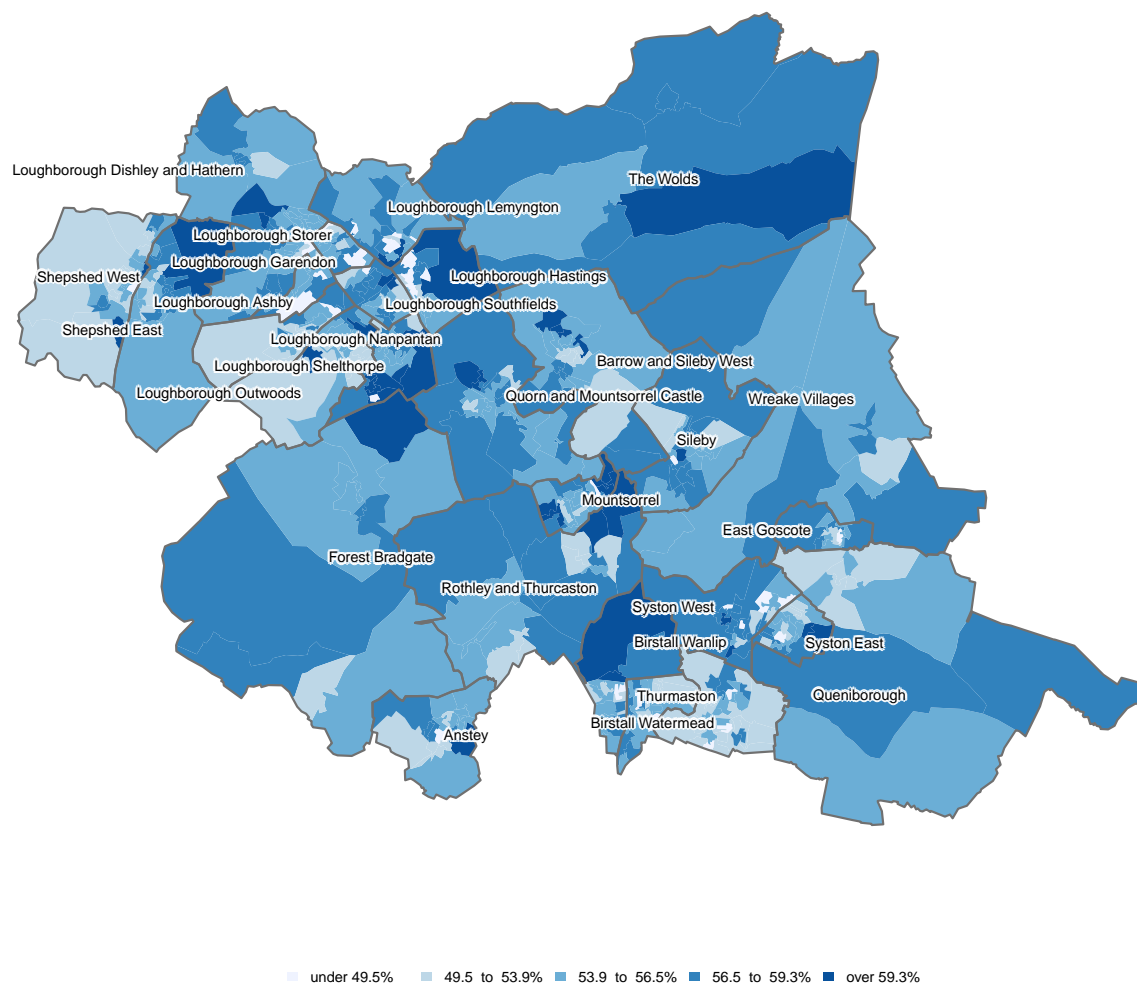 Loughborough Dishley and Hathern
The Wolds
Loughborough Lemyngton
Loughborough Storer
Loughborough Garendon
Shepshed West
Loughborough Hastings
Loughborough Ashby
Loughborough Southfields
Shepshed East
Loughborough Nanpantan
Barrow and Sileby West
Loughborough Shelthorpe
Loughborough Outwoods
Quorn and Mountsorrel Castle
Wreake Villages
Sileby
Mountsorrel
East Goscote
Forest Bradgate
Rothley and Thurcaston
Syston West
Birstall Wanlip
Syston East
Thurmaston
Queniborough
Birstall Watermead
Anstey
under 49.5% 49.5 to 53.9% 53.9 to 56.5% 56.5 to 59.3% over 59.3%